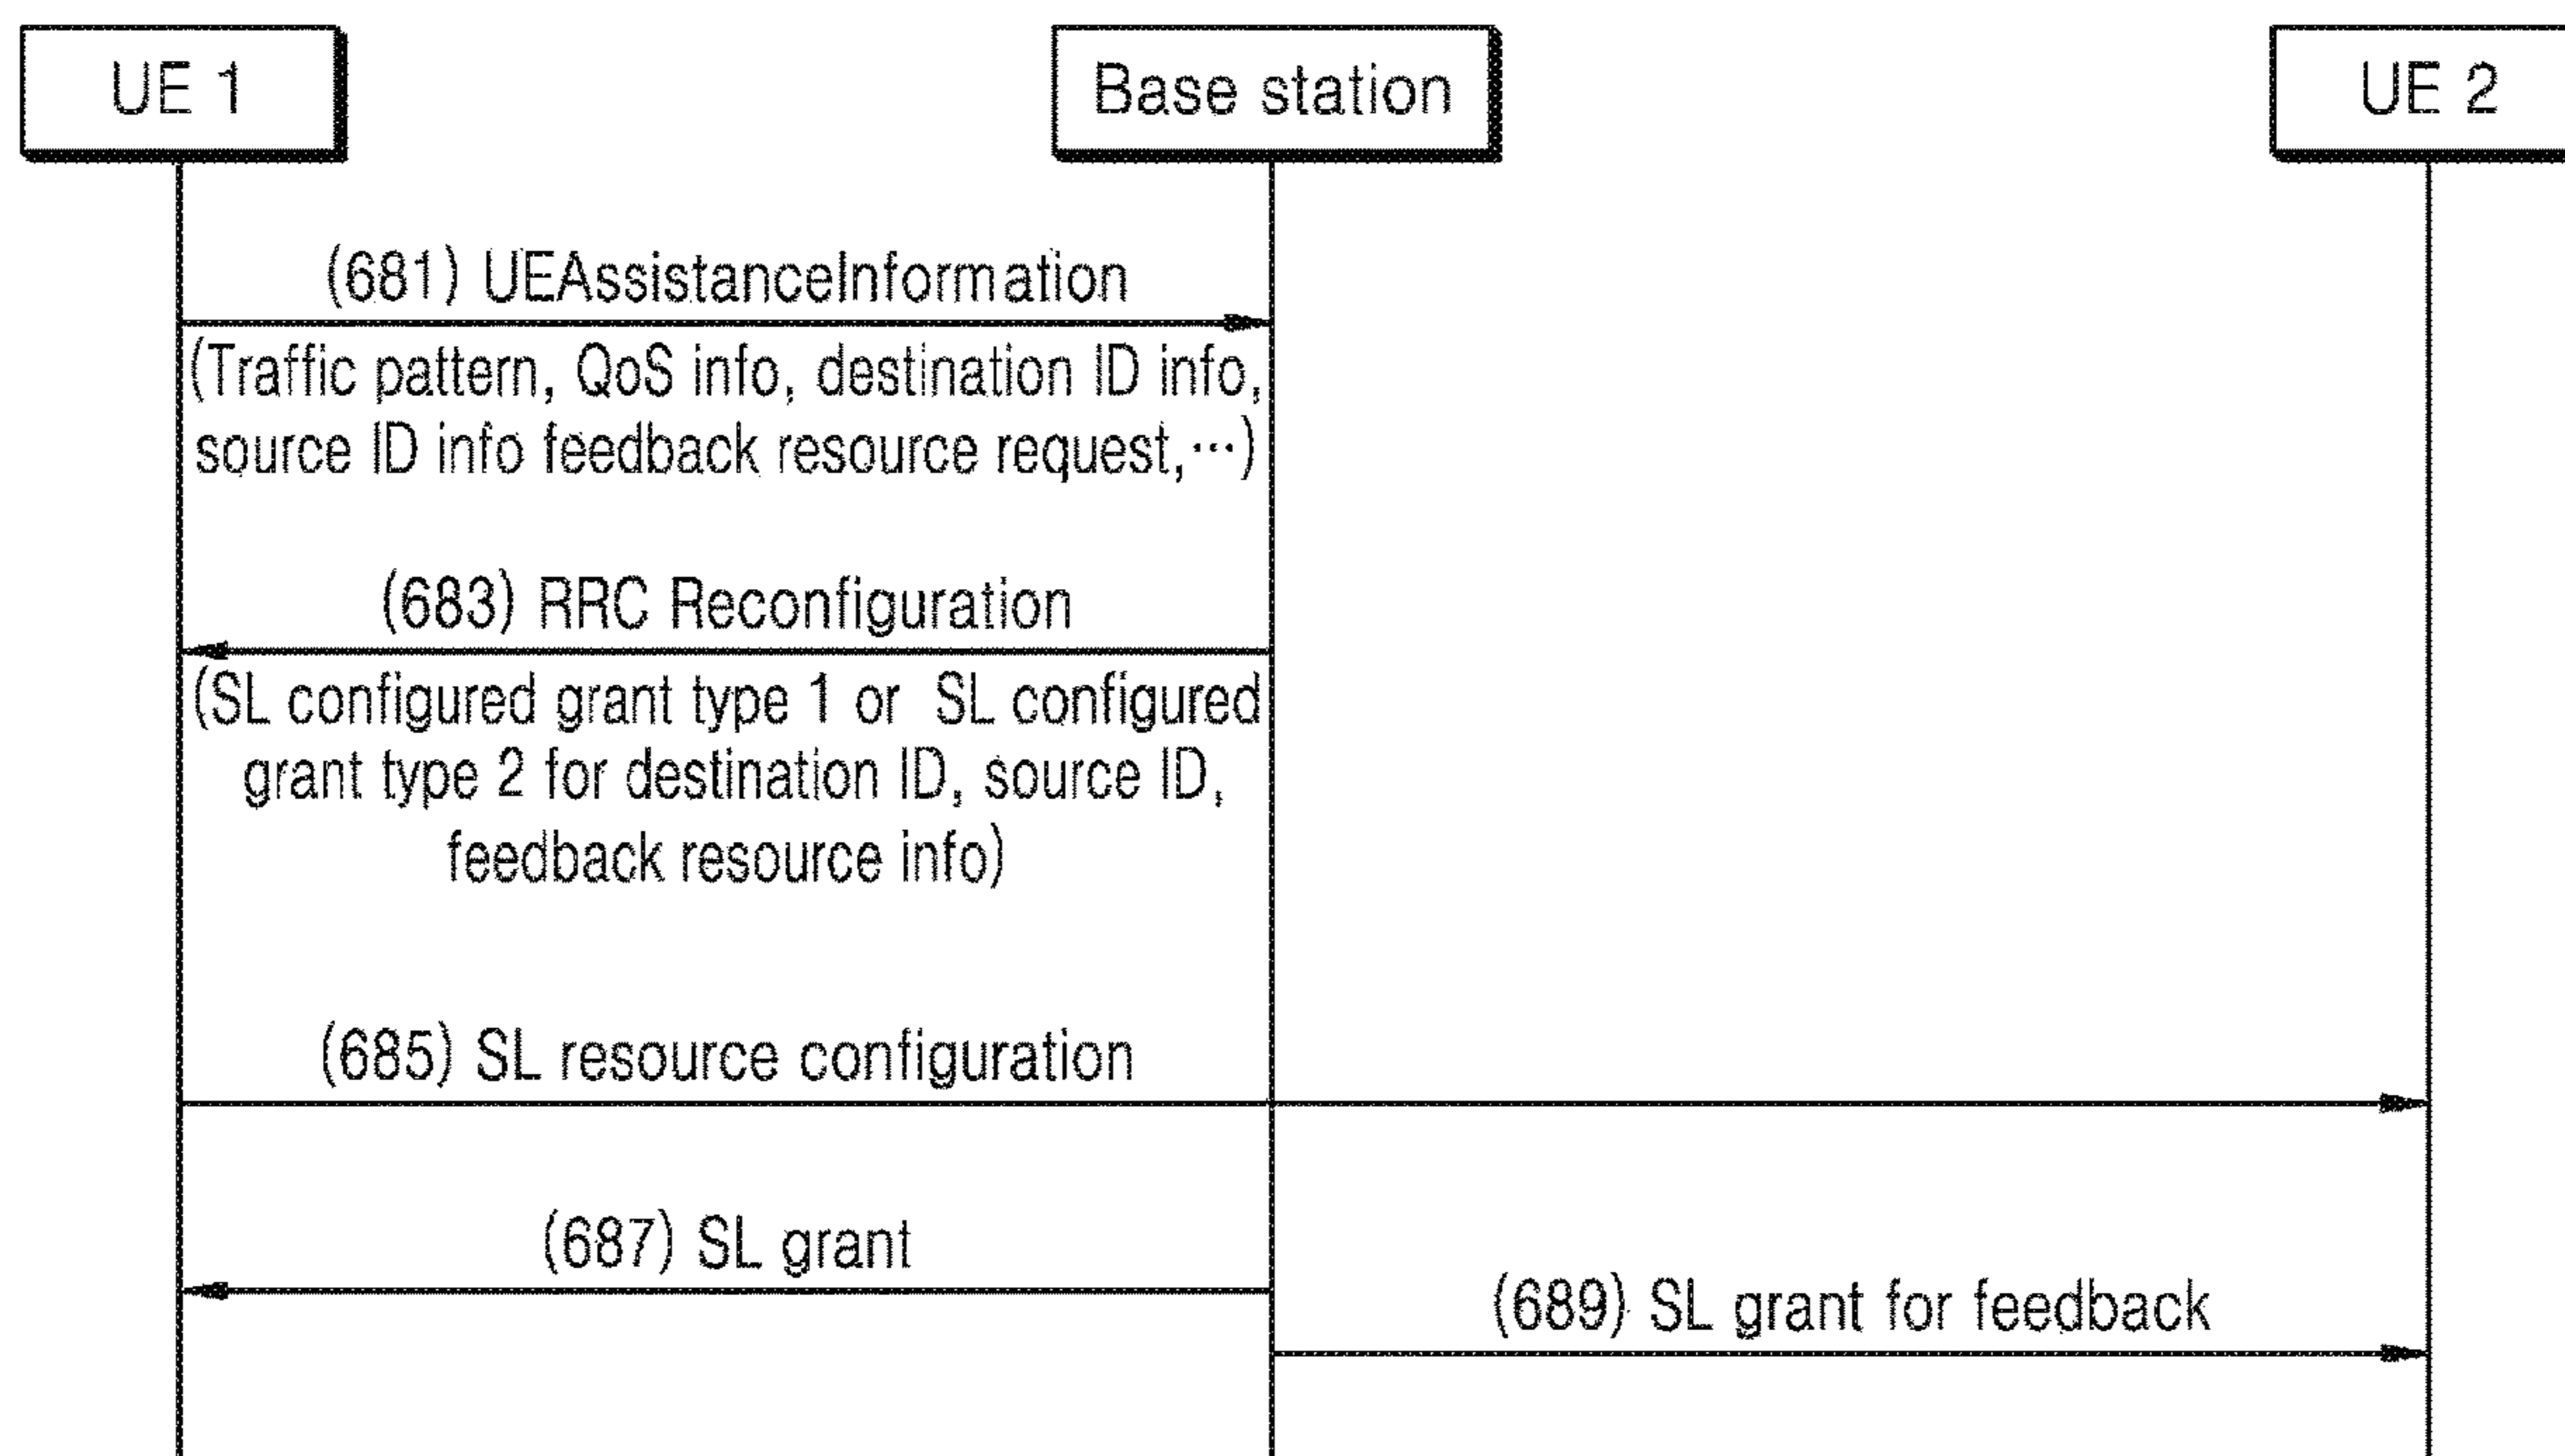 UE 1
Base station
UE 2
(681) UEAssistanceInformation
(Traffic pattern, QoS info, destination ID info,
source ID info feedback resource request,···)
(683) RRC Reconfiguration
(SL configured grant type 1 or SL configured
grant type 2 for destination ID, source ID,
feedback resource info)
(685) SL resource configuration
(687) SL grant
(689) SL grant for feedback